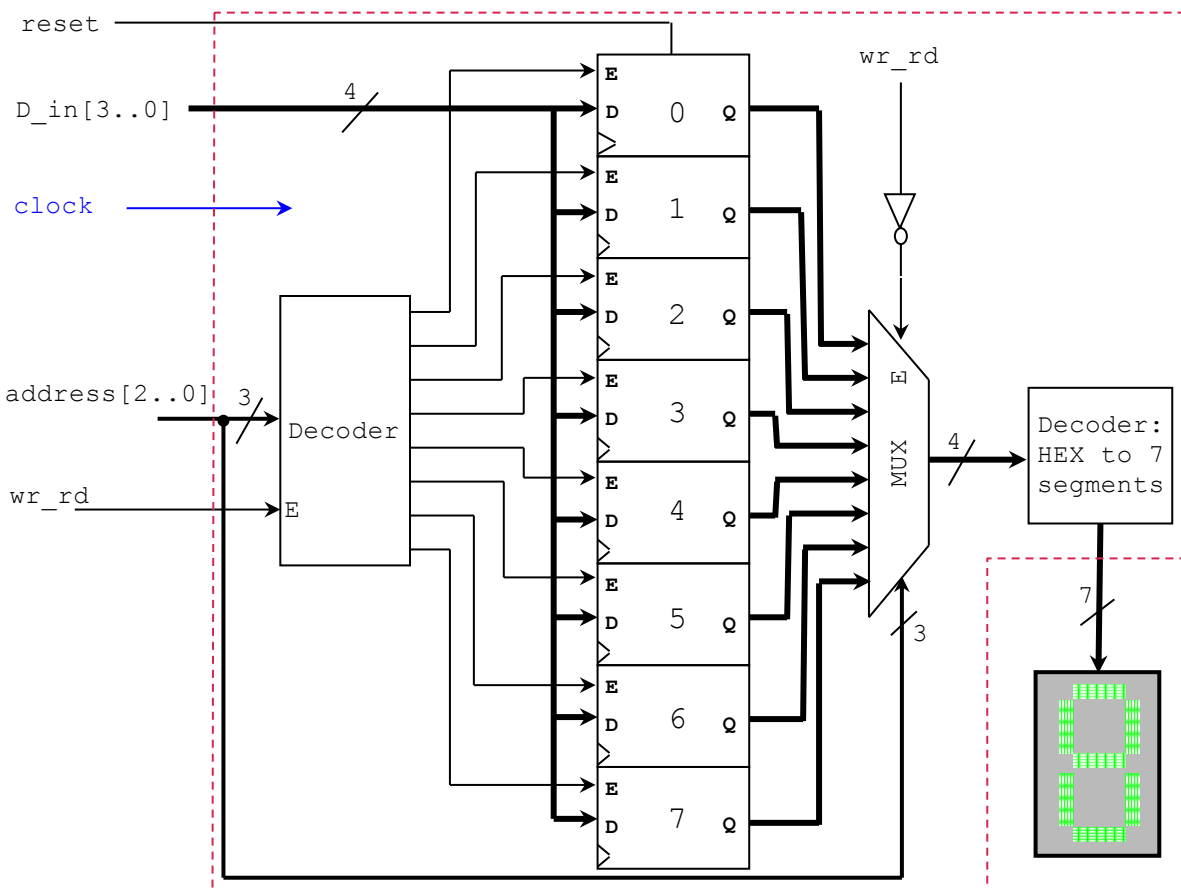 reset
wr_rd
D_in[3..0]
4
E
D
0
Q
clock
E
D
1
Q
E
D
2
Q
address[2..0]
3
Decoder
wr_rd
E
E
D
3
Q
E
D
4
Q
E
D
5
Q
E
D
6
Q
E
D
7
Q
E
MUX
3
4
Decoder:
HEX to 7
segments
7